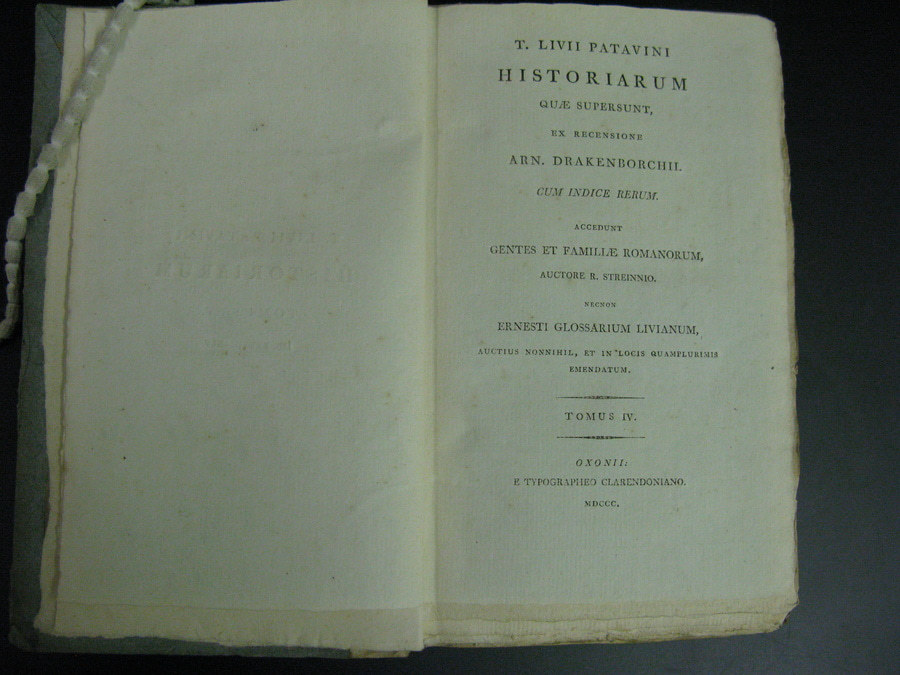 T. LIVII PATAVINI
HISTORIARUM
QUÆ SUPERSUNT,
EX RECENSIONE
ARN. DRAKENBORCHII.
CUM INDICE RERUM.
ACCEDUNT
GENTES ET FAMILIÆ ROMANORUM,
AUCTORE R. STREINNIO.
NECNON
ERNESTI GLOSSARIUM LIVIANUM,
AUCTIUS NONNIHIL, ET IN LOCIS QUAMPLURIMIS
EMENDATUM.
TOMUS IV.
OXONII:
E TYPOGRAPHEO CLARENDONIANO.
MDCCC.